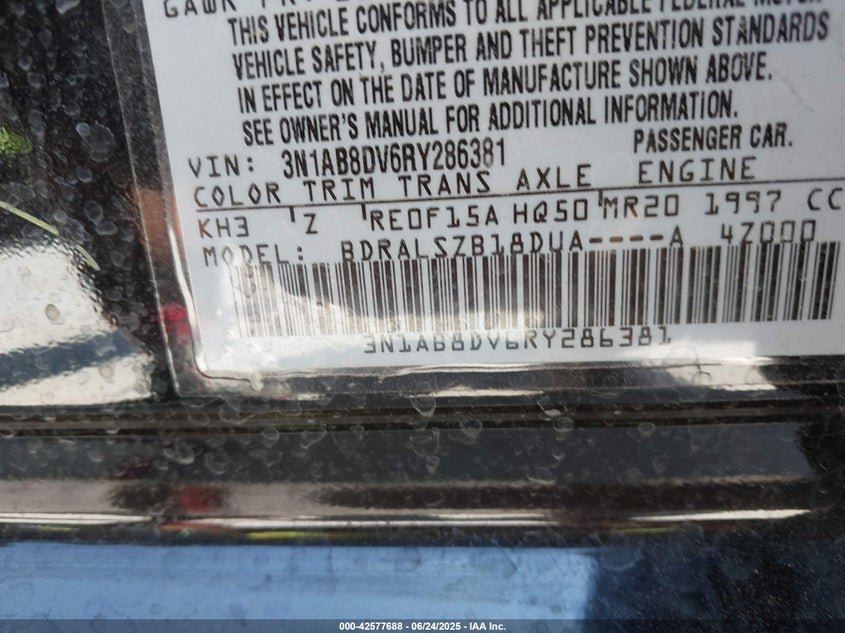 GAWR
THIS VEHICLE CONFORMS TO ALL APPLICABLE FEDERAL MOTOR
VEHICLE SAFETY, BUMPER AND THEFT PREVENTION STANDARDS
IN EFFECT ON THE DATE OF MANUFACTURE SHOWN ABOVE.
SEE OWNER'S MANUAL FOR ADDITIONAL INFORMATION.
PASSENGER CAR.
VIN: 3N1AB8DV6RY286381
COLOR TRIM TRANS AXLE ENGINE
KH3 Z RE0F15A HQ50 MR20 1997 CC
MODEL: BDRALSZB18DUA----A 4Z000
3N1AB8DV6RY286381
000-42577688 - 06/24/2025 - IAA Inc.